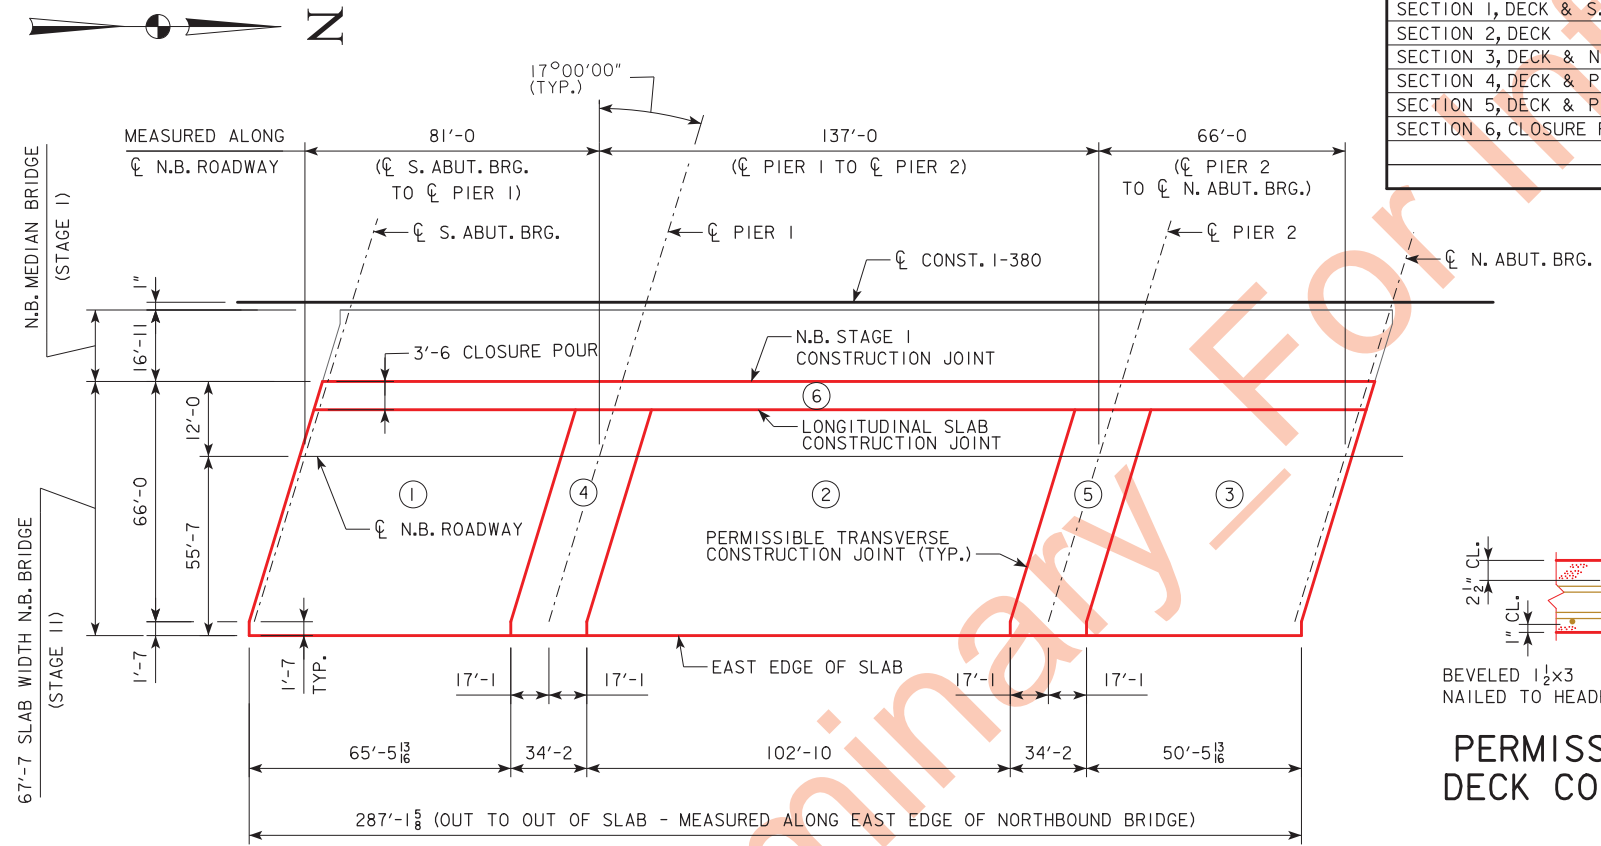 N
17°00'00"
(TYP.)
MEASURED ALONG
℄ N.B. ROADWAY
81'-0
(℄ S. ABUT. BRG.
TO ℄ PIER 1)
137'-0
(℄ PIER 1 TO ℄ PIER 2)
66'-0
(℄ PIER 2
TO ℄ N. ABUT. BRG.)
SECTION 1, DECK & S.
SECTION 2, DECK
SECTION 3, DECK & N
SECTION 4, DECK & P
SECTION 5, DECK & P
SECTION 6, CLOSURE P
℄ S. ABUT. BRG.
℄ PIER 1
℄ PIER 2
℄ CONST. I-380
℄ N. ABUT. BRG.
N.B. MEDIAN BRIDGE
(STAGE I)
1"
16'-11
3'-6 CLOSURE POUR
N.B. STAGE I
CONSTRUCTION JOINT
6
LONGITUDINAL SLAB
CONSTRUCTION JOINT
12'-0
66'-0
55'-7
1
4
2
5
3
℄ N.B. ROADWAY
PERMISSIBLE TRANSVERSE
CONSTRUCTION JOINT (TYP.)
67'-7 SLAB WIDTH N.B. BRIDGE
(STAGE II)
1'-7
1'-7
TYP.
EAST EDGE OF SLAB
17'-1
17'-1
17'-1
17'-1
65'-5 13/16
34'-2
102'-10
34'-2
50'-5 13/16
287'-1 5/8 (OUT TO OUT OF SLAB - MEASURED ALONG EAST EDGE OF NORTHBOUND BRIDGE)
2 1/2" CL.
1" CL.
BEVELED 1 1/2x3
NAILED TO HEAD
PERMISS
DECK CO
minary_For Int